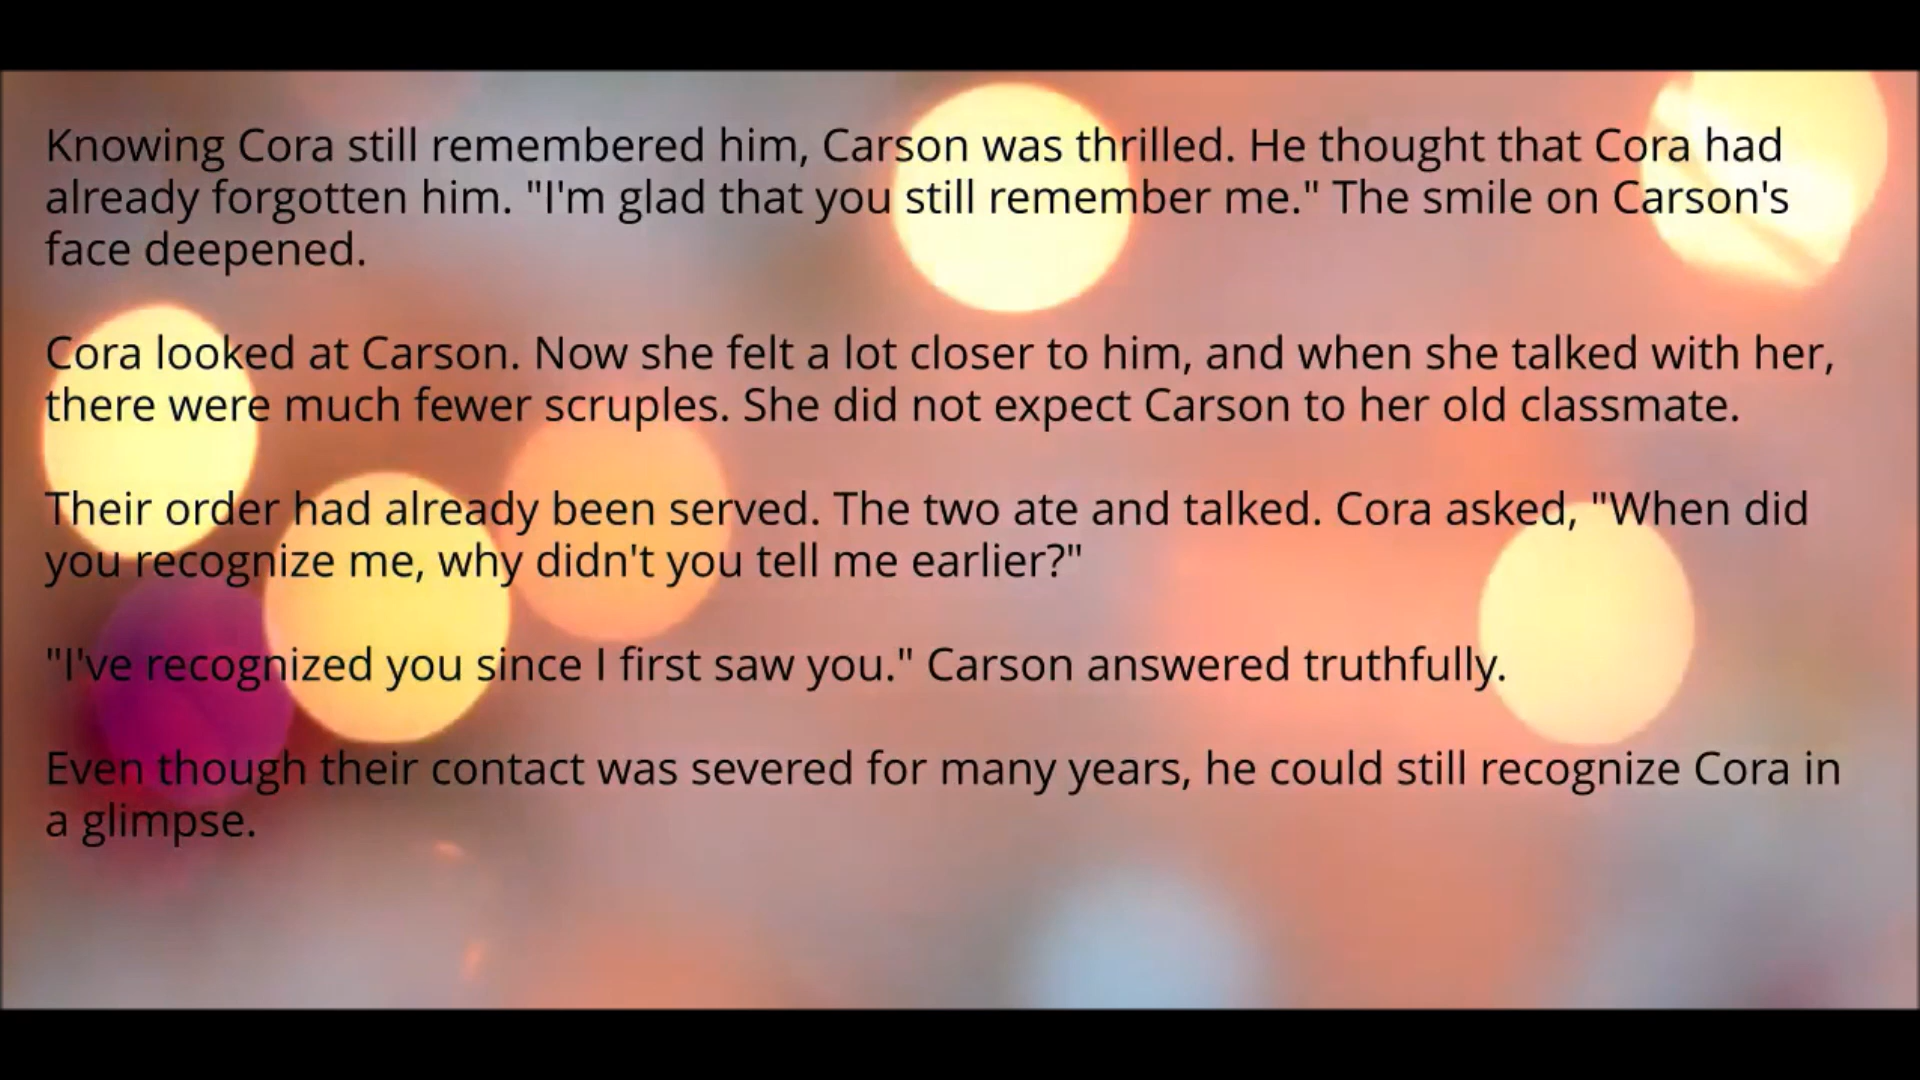 Knowing Cora still remembered him, Carson was thrilled. He thought that Cora had
already forgotten him. "I'm glad that you still remember me." The smile on Carson's
face deepened.
Cora looked at Carson. Now she felt a lot closer to him, and when she talked with her,
there were much fewer scruples. She did not expect Carson to her old classmate.
Their order had already been served. The two ate and talked. Cora asked, "When did
you recognize me, why didn't you tell me earlier?"
"I've recognized you since I first saw you." Carson answered truthfully.
Even though their contact was severed for many years, he could still recognize Cora in
a glimpse.